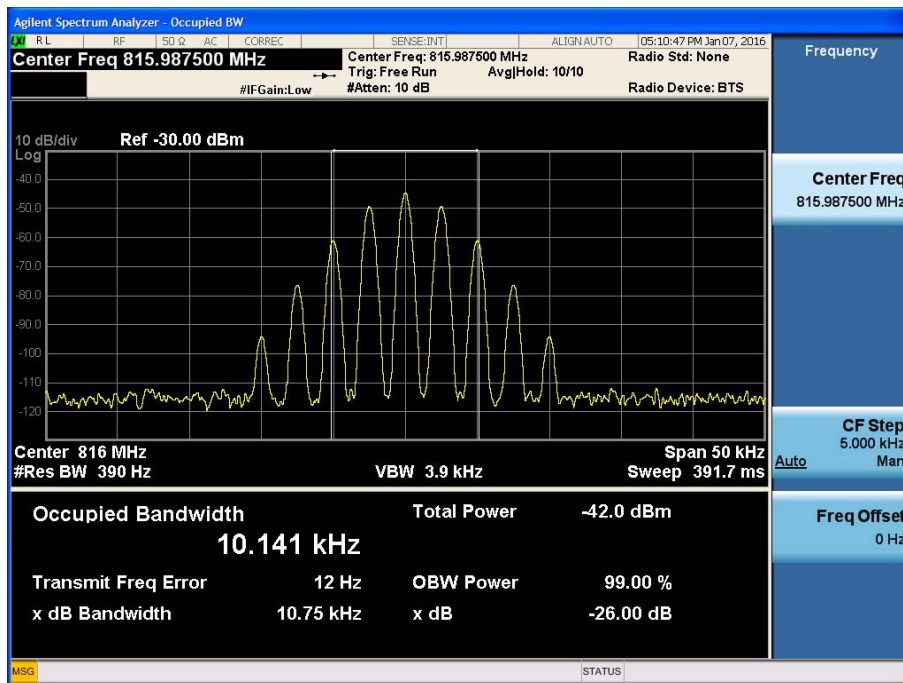 Agilent Spectrum Analyzer - Occupied BW
LXI RL RF 50 Ω AC CORREC SENSE:INT ALIGN AUTO 05:10:47 PM Jan 07, 2016
Center Freq 815.987500 MHz
Center Freq: 815.987500 MHz
Radio Std: None
Trig: Free Run Avg|Hold: 10/10
#IFGain:Low
#Atten: 10 dB
Radio Device: BTS
Frequency
10 dB/div Ref -30.00 dBm
Log
-40.0
-50.0
-60.0
-70.0
-80.0
-90.0
-100
-110
-120
Center Freq
815.987500 MHz
Center 816 MHz Span 50 kHz
#Res BW 390 Hz VBW 3.9 kHz Sweep 391.7 ms
CF Step
5.000 kHz
Auto Man
Occupied Bandwidth Total Power -42.0 dBm
10.141 kHz
Transmit Freq Error 12 Hz OBW Power 99.00 %
x dB Bandwidth 10.75 kHz x dB -26.00 dB
Freq Offset
0 Hz
MSG STATUS